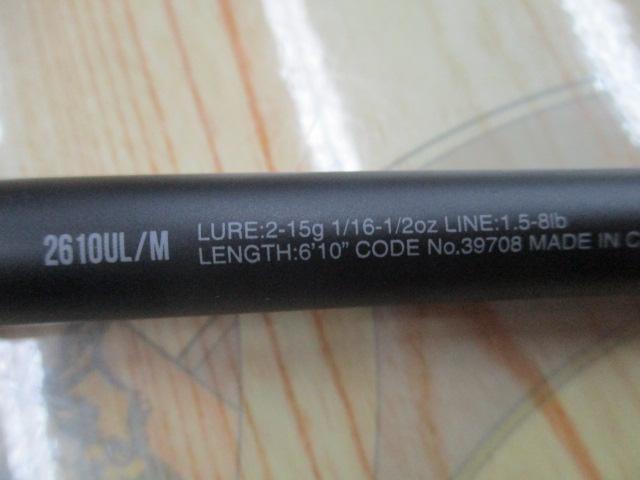 2610UL/M
LURE:2-15g 1/16-1/2oz LINE:1.5-8lb
LENGTH:6'10" CODE No.39708 MADE IN C